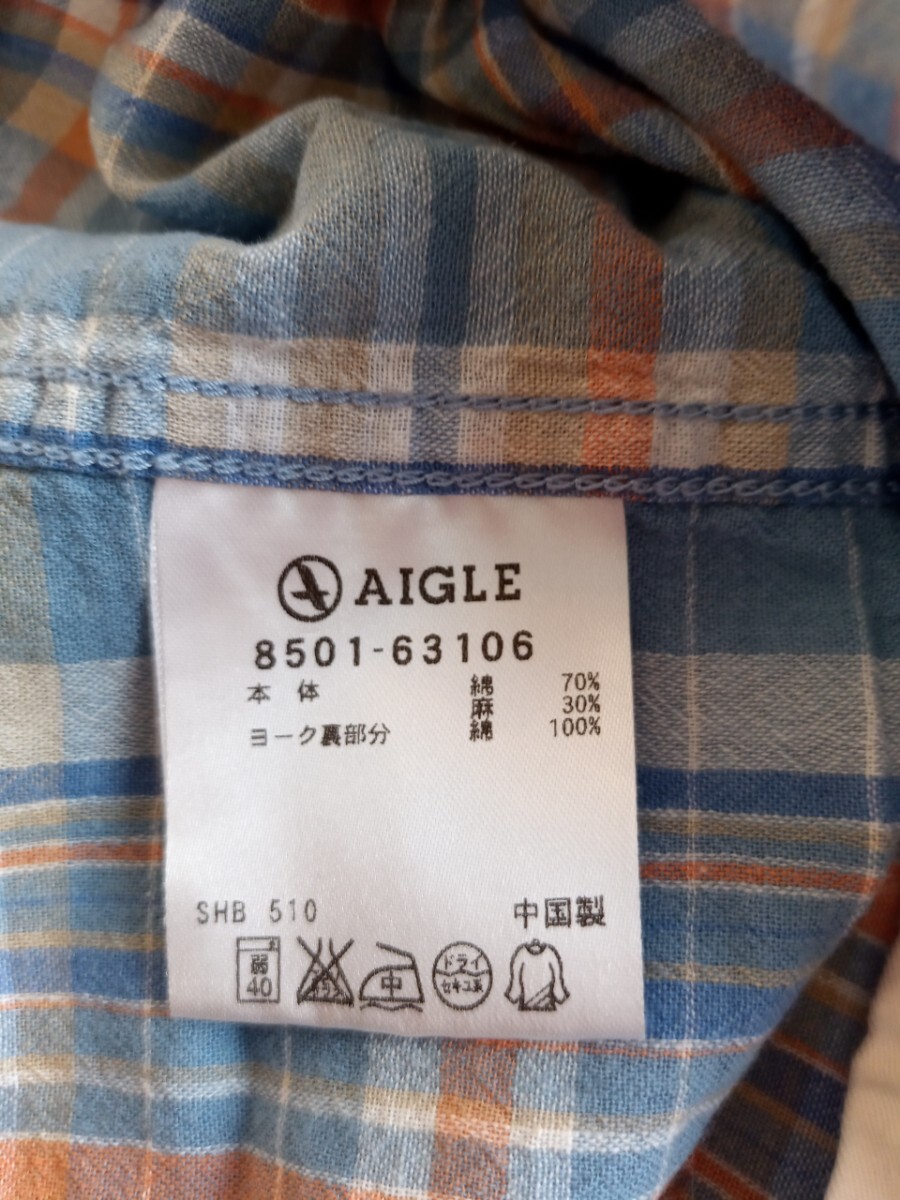 AIGLE
8501-63106
本体 綿 70%
麻 30%
ヨーク裏部分 綿 100%
SHB 510 中国製
弱 40 中 ドライ セキユ系